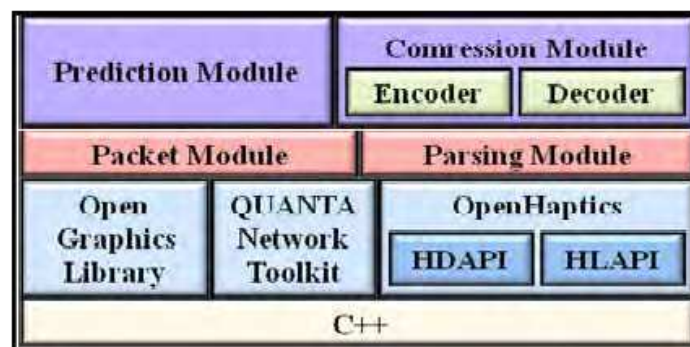 Prediction Module
Comression Module
Encoder
Decoder
Packet Module
Parsing Module
Open
Graphics
Library
QUANTA
Network
Toolkit
OpenHaptics
HDAPI
HLAPI
C++